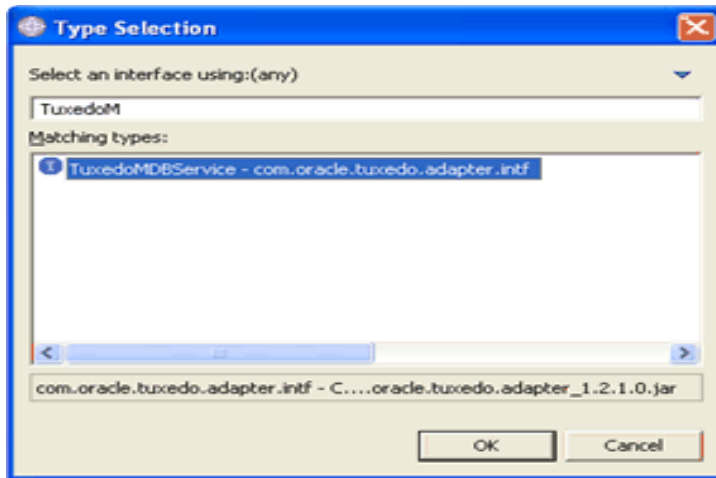 Type Selection
Select an interface using:(any)
TuxedoM
Matching types:
TuxedoMDBService - com.oracle.tuxedo.adapter.intf
com.oracle.tuxedo.adapter.intf - C....oracle.tuxedo.adapter_1.2.1.0.jar
OK Cancel